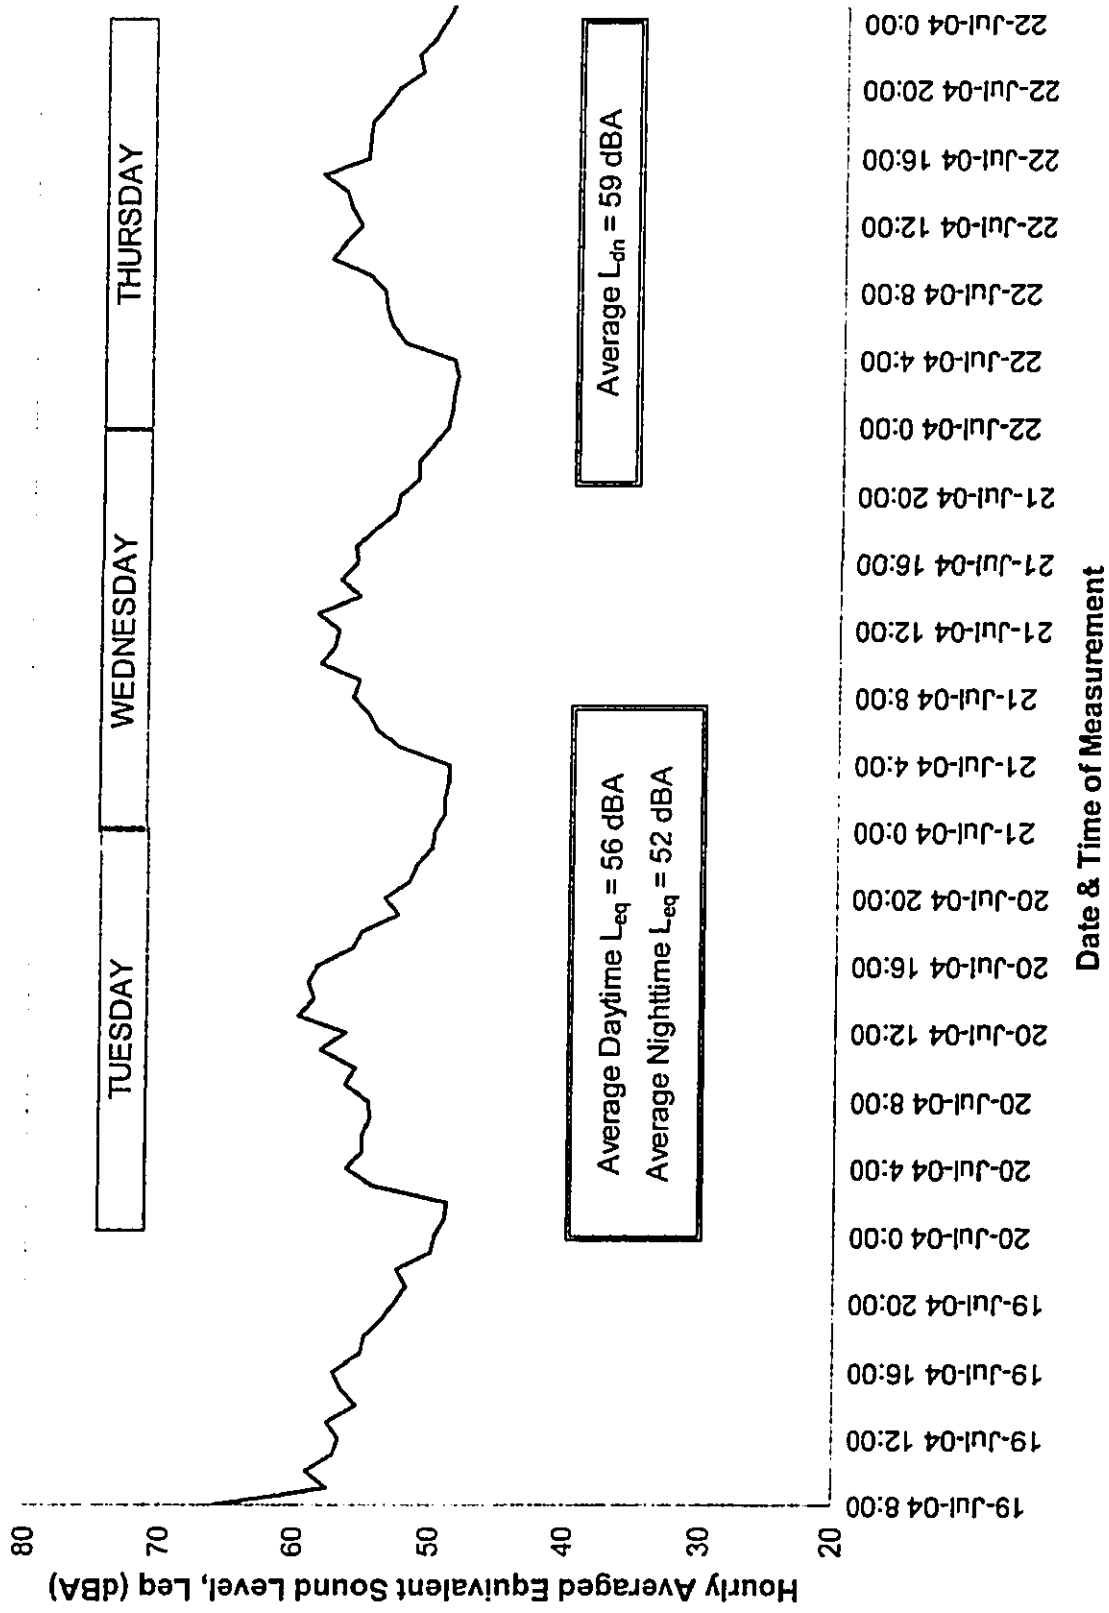 Hourly Averaged Equivalent Sound Level, Leq (dBA)
80
70
60
50
40
30
20
TUESDAY
WEDNESDAY
THURSDAY
Average Daytime Leq = 56 dBA
Average Nighttime Leq = 52 dBA
Average Ldn = 59 dBA
19-Jul-04 8:00
19-Jul-04 12:00
19-Jul-04 16:00
19-Jul-04 20:00
20-Jul-04 0:00
20-Jul-04 4:00
20-Jul-04 8:00
20-Jul-04 12:00
20-Jul-04 16:00
20-Jul-04 20:00
21-Jul-04 0:00
21-Jul-04 4:00
21-Jul-04 8:00
21-Jul-04 12:00
21-Jul-04 16:00
21-Jul-04 20:00
22-Jul-04 0:00
22-Jul-04 4:00
22-Jul-04 8:00
22-Jul-04 12:00
22-Jul-04 16:00
22-Jul-04 20:00
22-Jul-04 0:00
Date & Time of Measurement